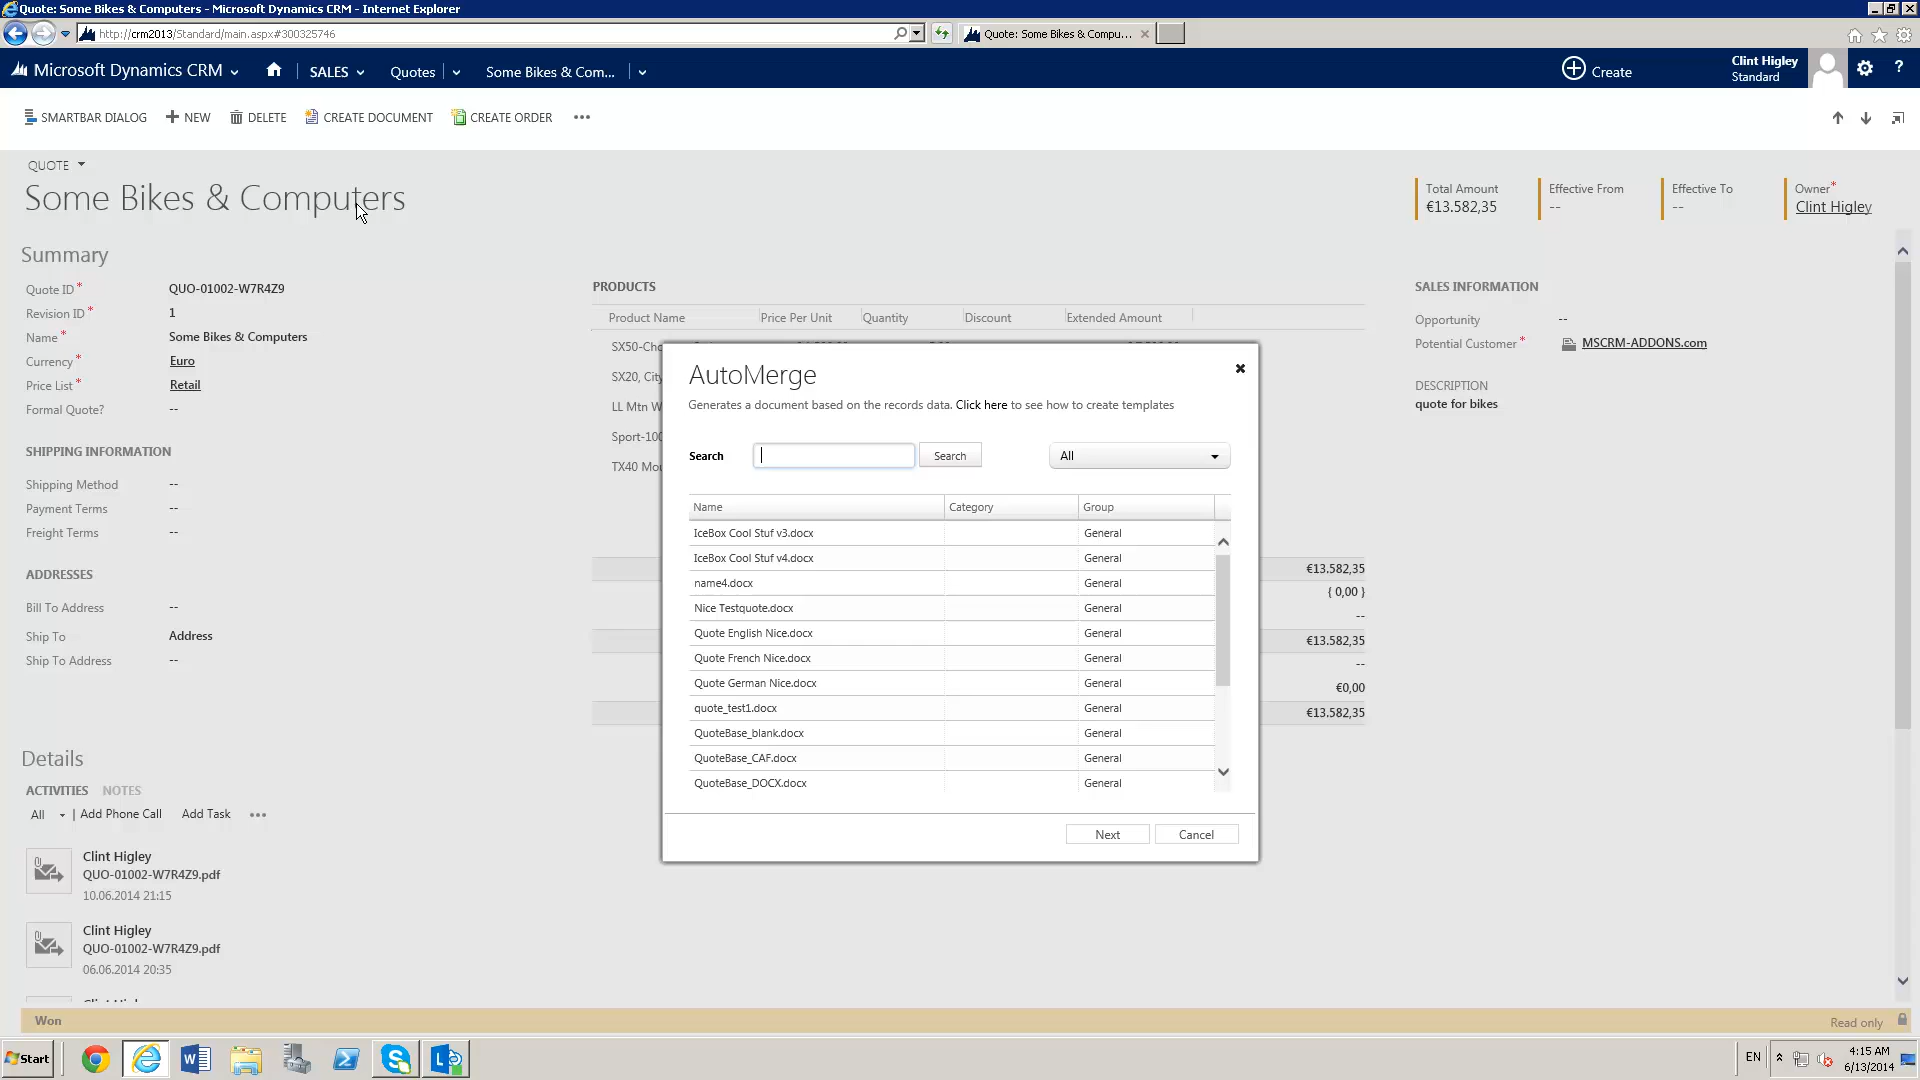 Quote: Some Bikes & Computers - Microsoft Dynamics CRM - Internet Explorer
http://crm2013/Standard/main.aspx#300325746
Quote: Some Bikes & Compu...
Microsoft Dynamics CRM
SALES
Quotes
Some Bikes & Com...
Create
Clint Higley
Standard
?
SMARTBAR DIALOG
NEW
DELETE
CREATE DOCUMENT
CREATE ORDER
QUOTE
Some Bikes & Computers
Total Amount
€13.582,35
Effective From
--
Effective To
--
Owner*
Clint Higley
Summary
Quote ID* QUO-01002-W7R4Z9
Revision ID* 1
Name* Some Bikes & Computers
Currency* Euro
Price List* Retail
Formal Quote? --
SHIPPING INFORMATION
Shipping Method --
Payment Terms --
Freight Terms --
ADDRESSES
Bill To Address --
Ship To Address
Ship To Address --
PRODUCTS
Product Name Price Per Unit Quantity Discount Extended Amount
SX20, City
LL Mtn W
Sport-100
TX40 Mou
€13.582,35
{ 0,00 }
--
€13.582,35
--
€0,00
€13.582,35
SALES INFORMATION
Opportunity --
Potential Customer* MSCRM-ADDONS.com
DESCRIPTION
quote for bikes
AutoMerge
Generates a document based on the records data. Click here to see how to create templates
Search Search All
Name Category Group
IceBox Cool Stuf v3.docx General
IceBox Cool Stuf v4.docx General
name4.docx General
Nice Testquote.docx General
Quote English Nice.docx General
Quote French Nice.docx General
Quote German Nice.docx General
quote_test1.docx General
QuoteBase_blank.docx General
QuoteBase_CAF.docx General
QuoteBase_DOCX.docx General
Next Cancel
Details
ACTIVITIES NOTES
All | Add Phone Call Add Task
Clint Higley
QUO-01002-W7R4Z9.pdf
10.06.2014 21:15
Clint Higley
QUO-01002-W7R4Z9.pdf
06.06.2014 20:35
Won
Read only
Start
EN
4:15 AM
6/13/2014